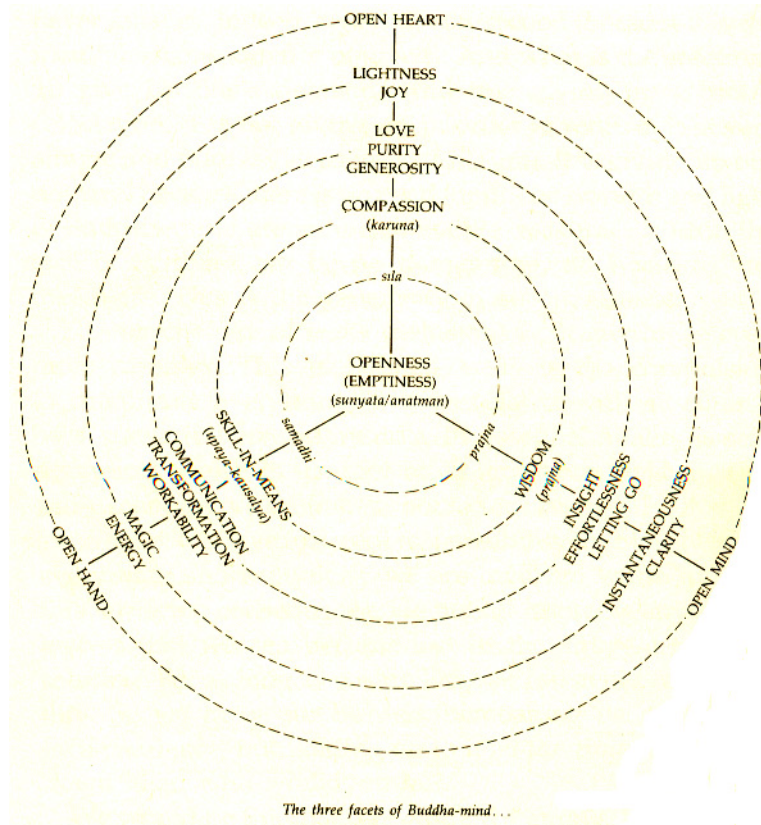 OPEN HEART
LIGHTNESS
JOY
LOVE
PURITY
GENEROSITY
COMPASSION
(karuna)
sila
OPENNESS
(EMPTINESS)
(sunyata/anatman)
samadhi
SKILL-IN-MEANS
(upaya-kausalya)
COMMUNICATION
TRANSFORMATION
WORKABILITY
MAGIC
ENERGY
OPEN HAND
prajna
WISDOM
(prajna)
INSIGHT
EFFORTLESSNESS
LETTING GO
INSTANTANEOUSNESS
CLARITY
OPEN MIND
The three facets of Buddha-mind...